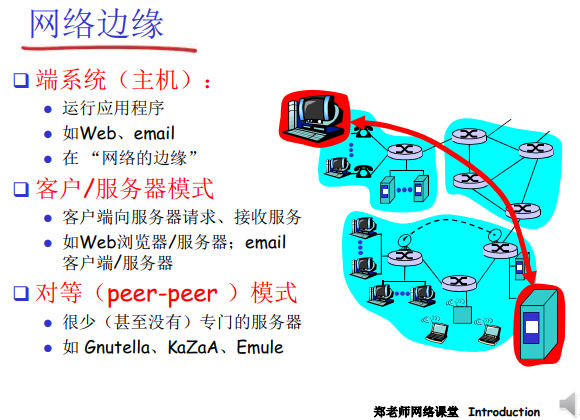 网络边缘
端系统（主机）：
运行应用程序
如Web、email
在 “网络的边缘”
客户/服务器模式
客户端向服务器请求、接收服务
如Web浏览器/服务器；email
客户端/服务器
对等（peer-peer ）模式
很少（甚至没有）专门的服务器
如 Gnutella、KaZaA、Emule
郑老师网络课堂 Introduction